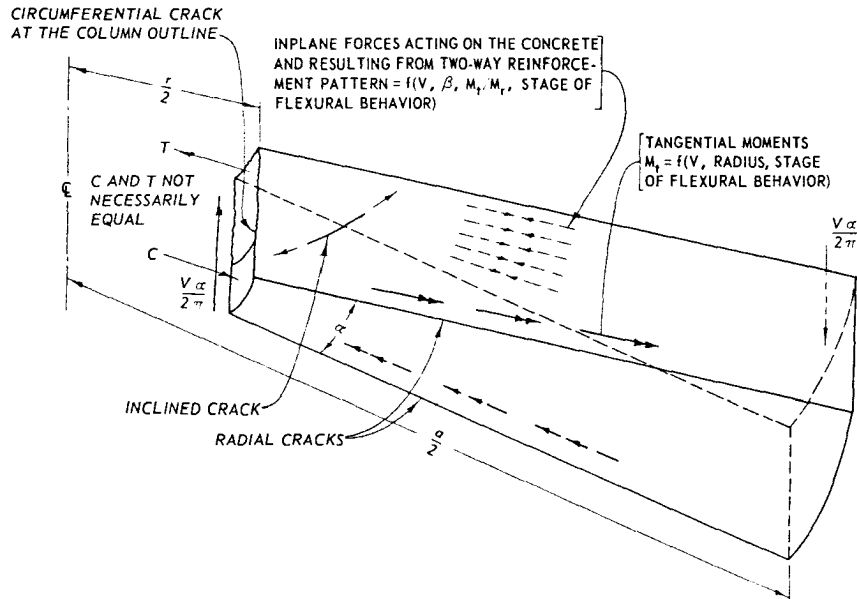 CIRCUMFERENTIAL CRACK
AT THE COLUMN OUTLINE
INPLANE FORCES ACTING ON THE CONCRETE
AND RESULTING FROM TWO-WAY REINFORCE-
MENT PATTERN = f(V, β, Mt/Mr, STAGE OF
FLEXURAL BEHAVIOR)
r/2
T
TANGENTIAL MOMENTS
Mt = f(V, RADIUS, STAGE
OF FLEXURAL BEHAVIOR)
℄
C AND T NOT
NECESSARILY
EQUAL
C
Vα/2π
Vα/2π
α
INCLINED CRACK
RADIAL CRACKS
a/2